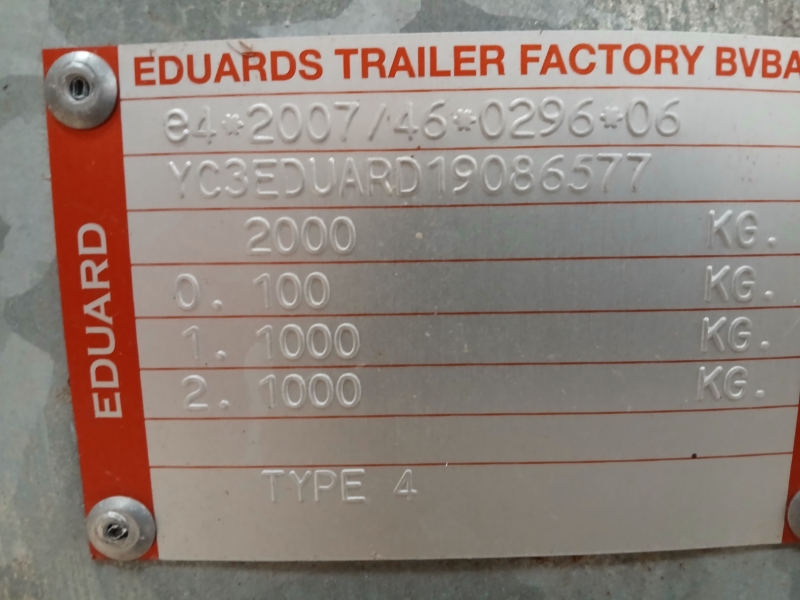 EDUARDS TRAILER FACTORY BVBA
e4*2007/46*0296*06
YC3EDUARD19086577
2000 KG.
0. 100 KG.
1. 1000 KG.
2. 1000 KG.
TYPE 4
EDUARD